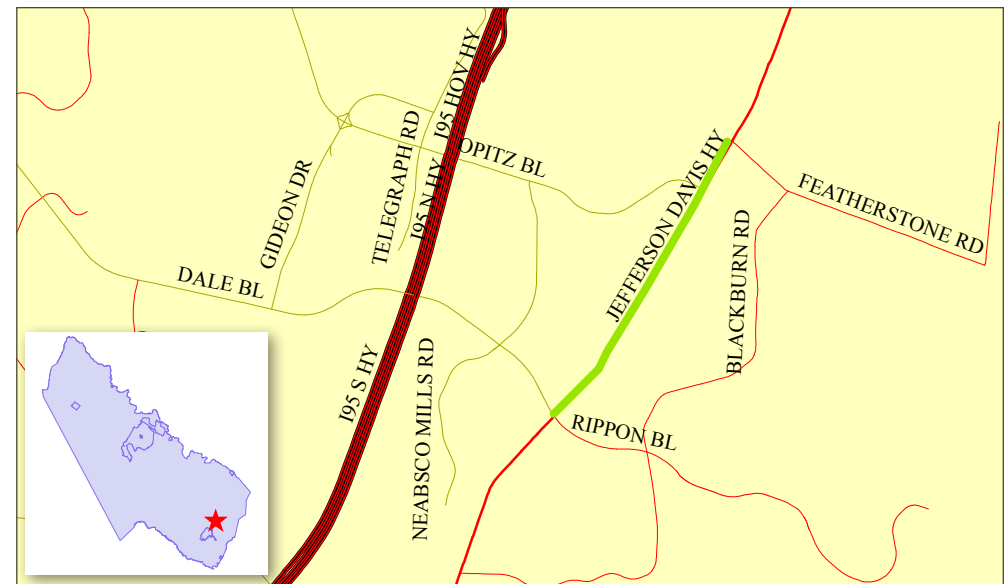 I95 HOV HY
TELEGRAPH RD
OPITZ BL
I95 N HY
GIDEON DR
JEFFERSON DAVIS HY
FEATHERSTONE RD
BLACKBURN RD
DALE BL
I95 S HY
NEABSCO MILLS RD
RIPPON BL